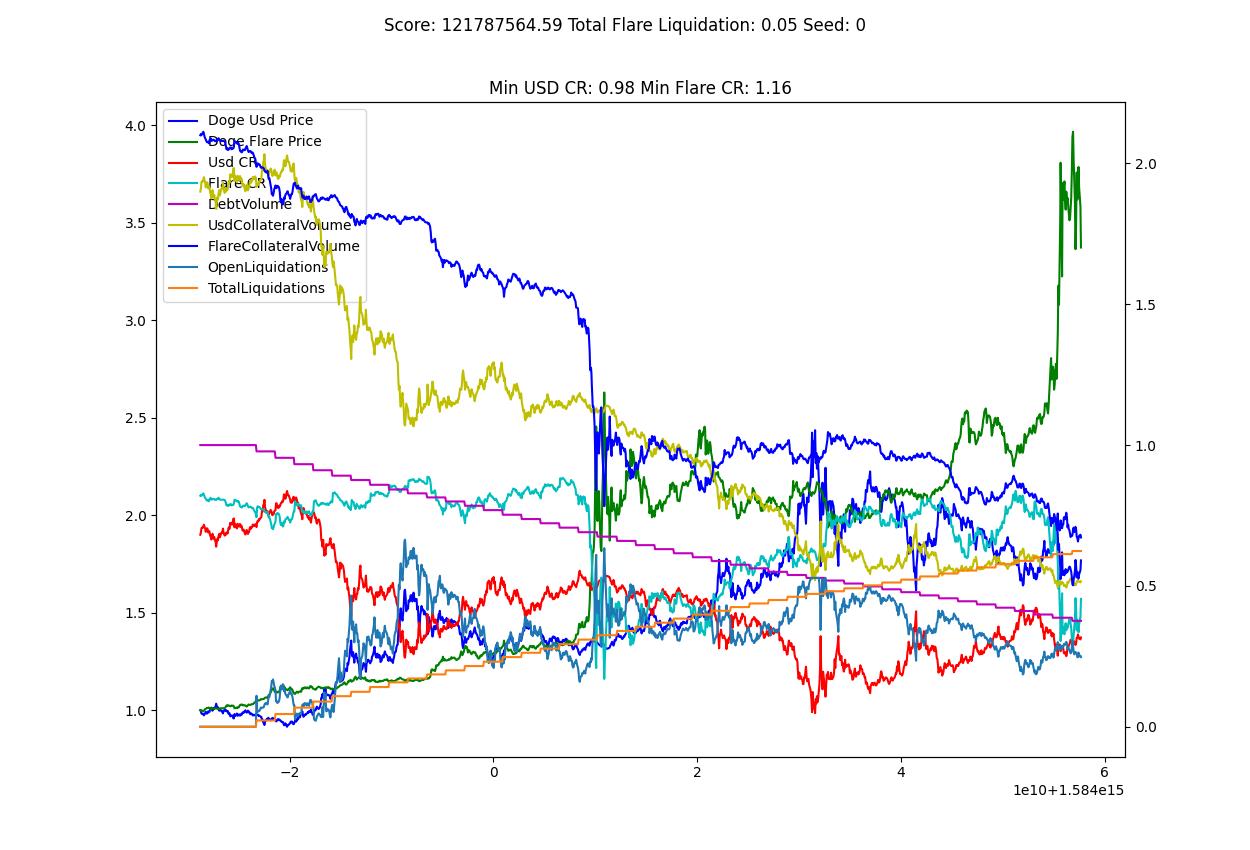 Score: 121787564.59 Total Flare Liquidation: 0.05 Seed: 0
Min USD CR: 0.98 Min Flare CR: 1.16
Doge Usd Price
Doge Flare Price
Usd CR
Flare CR
DebtVolume
UsdCollateralVolume
FlareCollateralVolume
OpenLiquidations
TotalLiquidations
4.0
3.5
3.0
2.5
2.0
1.5
1.0
2.0
1.5
1.0
0.5
0.0
−2
0
2
4
6
1e10+1.584e15